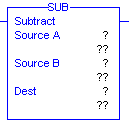 SUB
Subtract
Source A ?
??
Source B ?
??
Dest ?
??